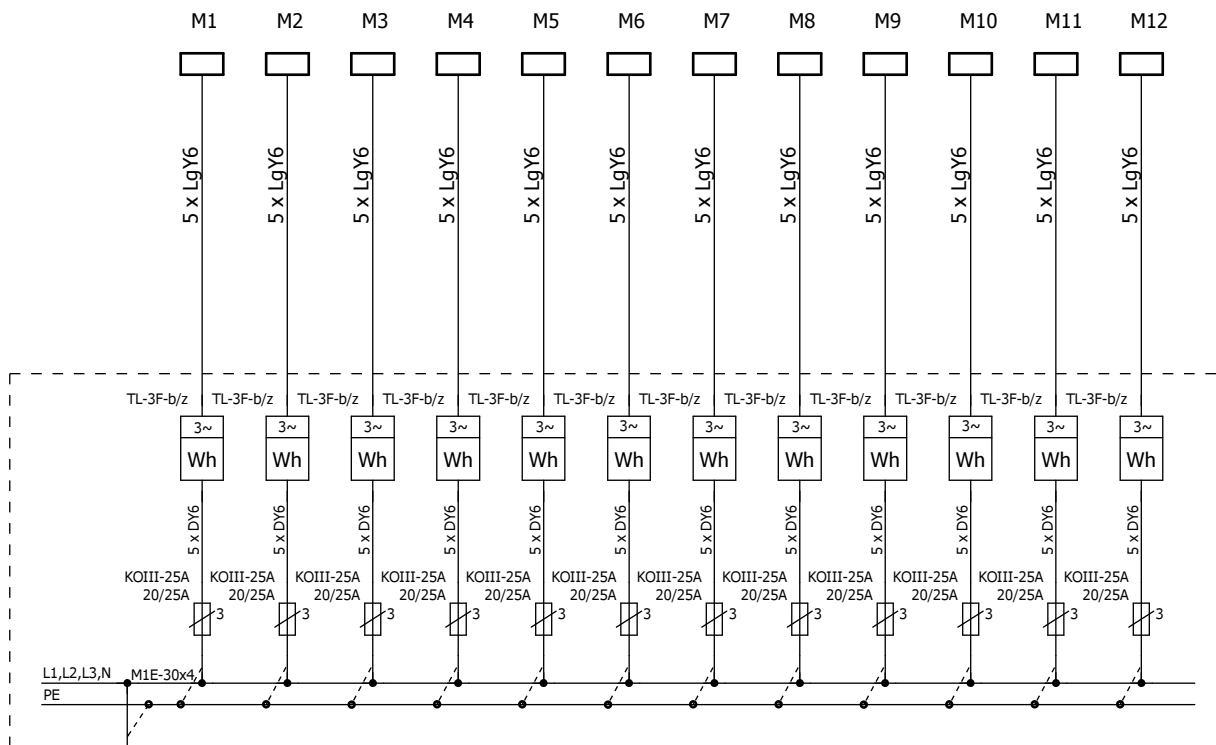 M1 M2 M3 M4 M5 M6 M7 M8 M9 M10 M11 M12
5 x LgY6 5 x LgY6 5 x LgY6 5 x LgY6 5 x LgY6 5 x LgY6 5 x LgY6 5 x LgY6 5 x LgY6 5 x LgY6 5 x LgY6 5 x LgY6
TL-3F-b/z TL-3F-b/z TL-3F-b/z TL-3F-b/z TL-3F-b/z TL-3F-b/z TL-3F-b/z TL-3F-b/z TL-3F-b/z TL-3F-b/z TL-3F-b/z TL-3F-b/z
3~ 3~ 3~ 3~ 3~ 3~ 3~ 3~ 3~ 3~ 3~ 3~
Wh Wh Wh Wh Wh Wh Wh Wh Wh Wh Wh Wh
5 x DY6 5 x DY6 5 x DY6 5 x DY6 5 x DY6 5 x DY6 5 x DY6 5 x DY6 5 x DY6 5 x DY6 5 x DY6 5 x DY6
KOIII-25A KOIII-25A KOIII-25A KOIII-25A KOIII-25A KOIII-25A KOIII-25A KOIII-25A KOIII-25A KOIII-25A KOIII-25A KOIII-25A
20/25A 20/25A 20/25A 20/25A 20/25A 20/25A 20/25A 20/25A 20/25A 20/25A 20/25A 20/25A
3 3 3 3 3 3 3 3 3 3 3 3
L1,L2,L3,N M1E-30x4
PE